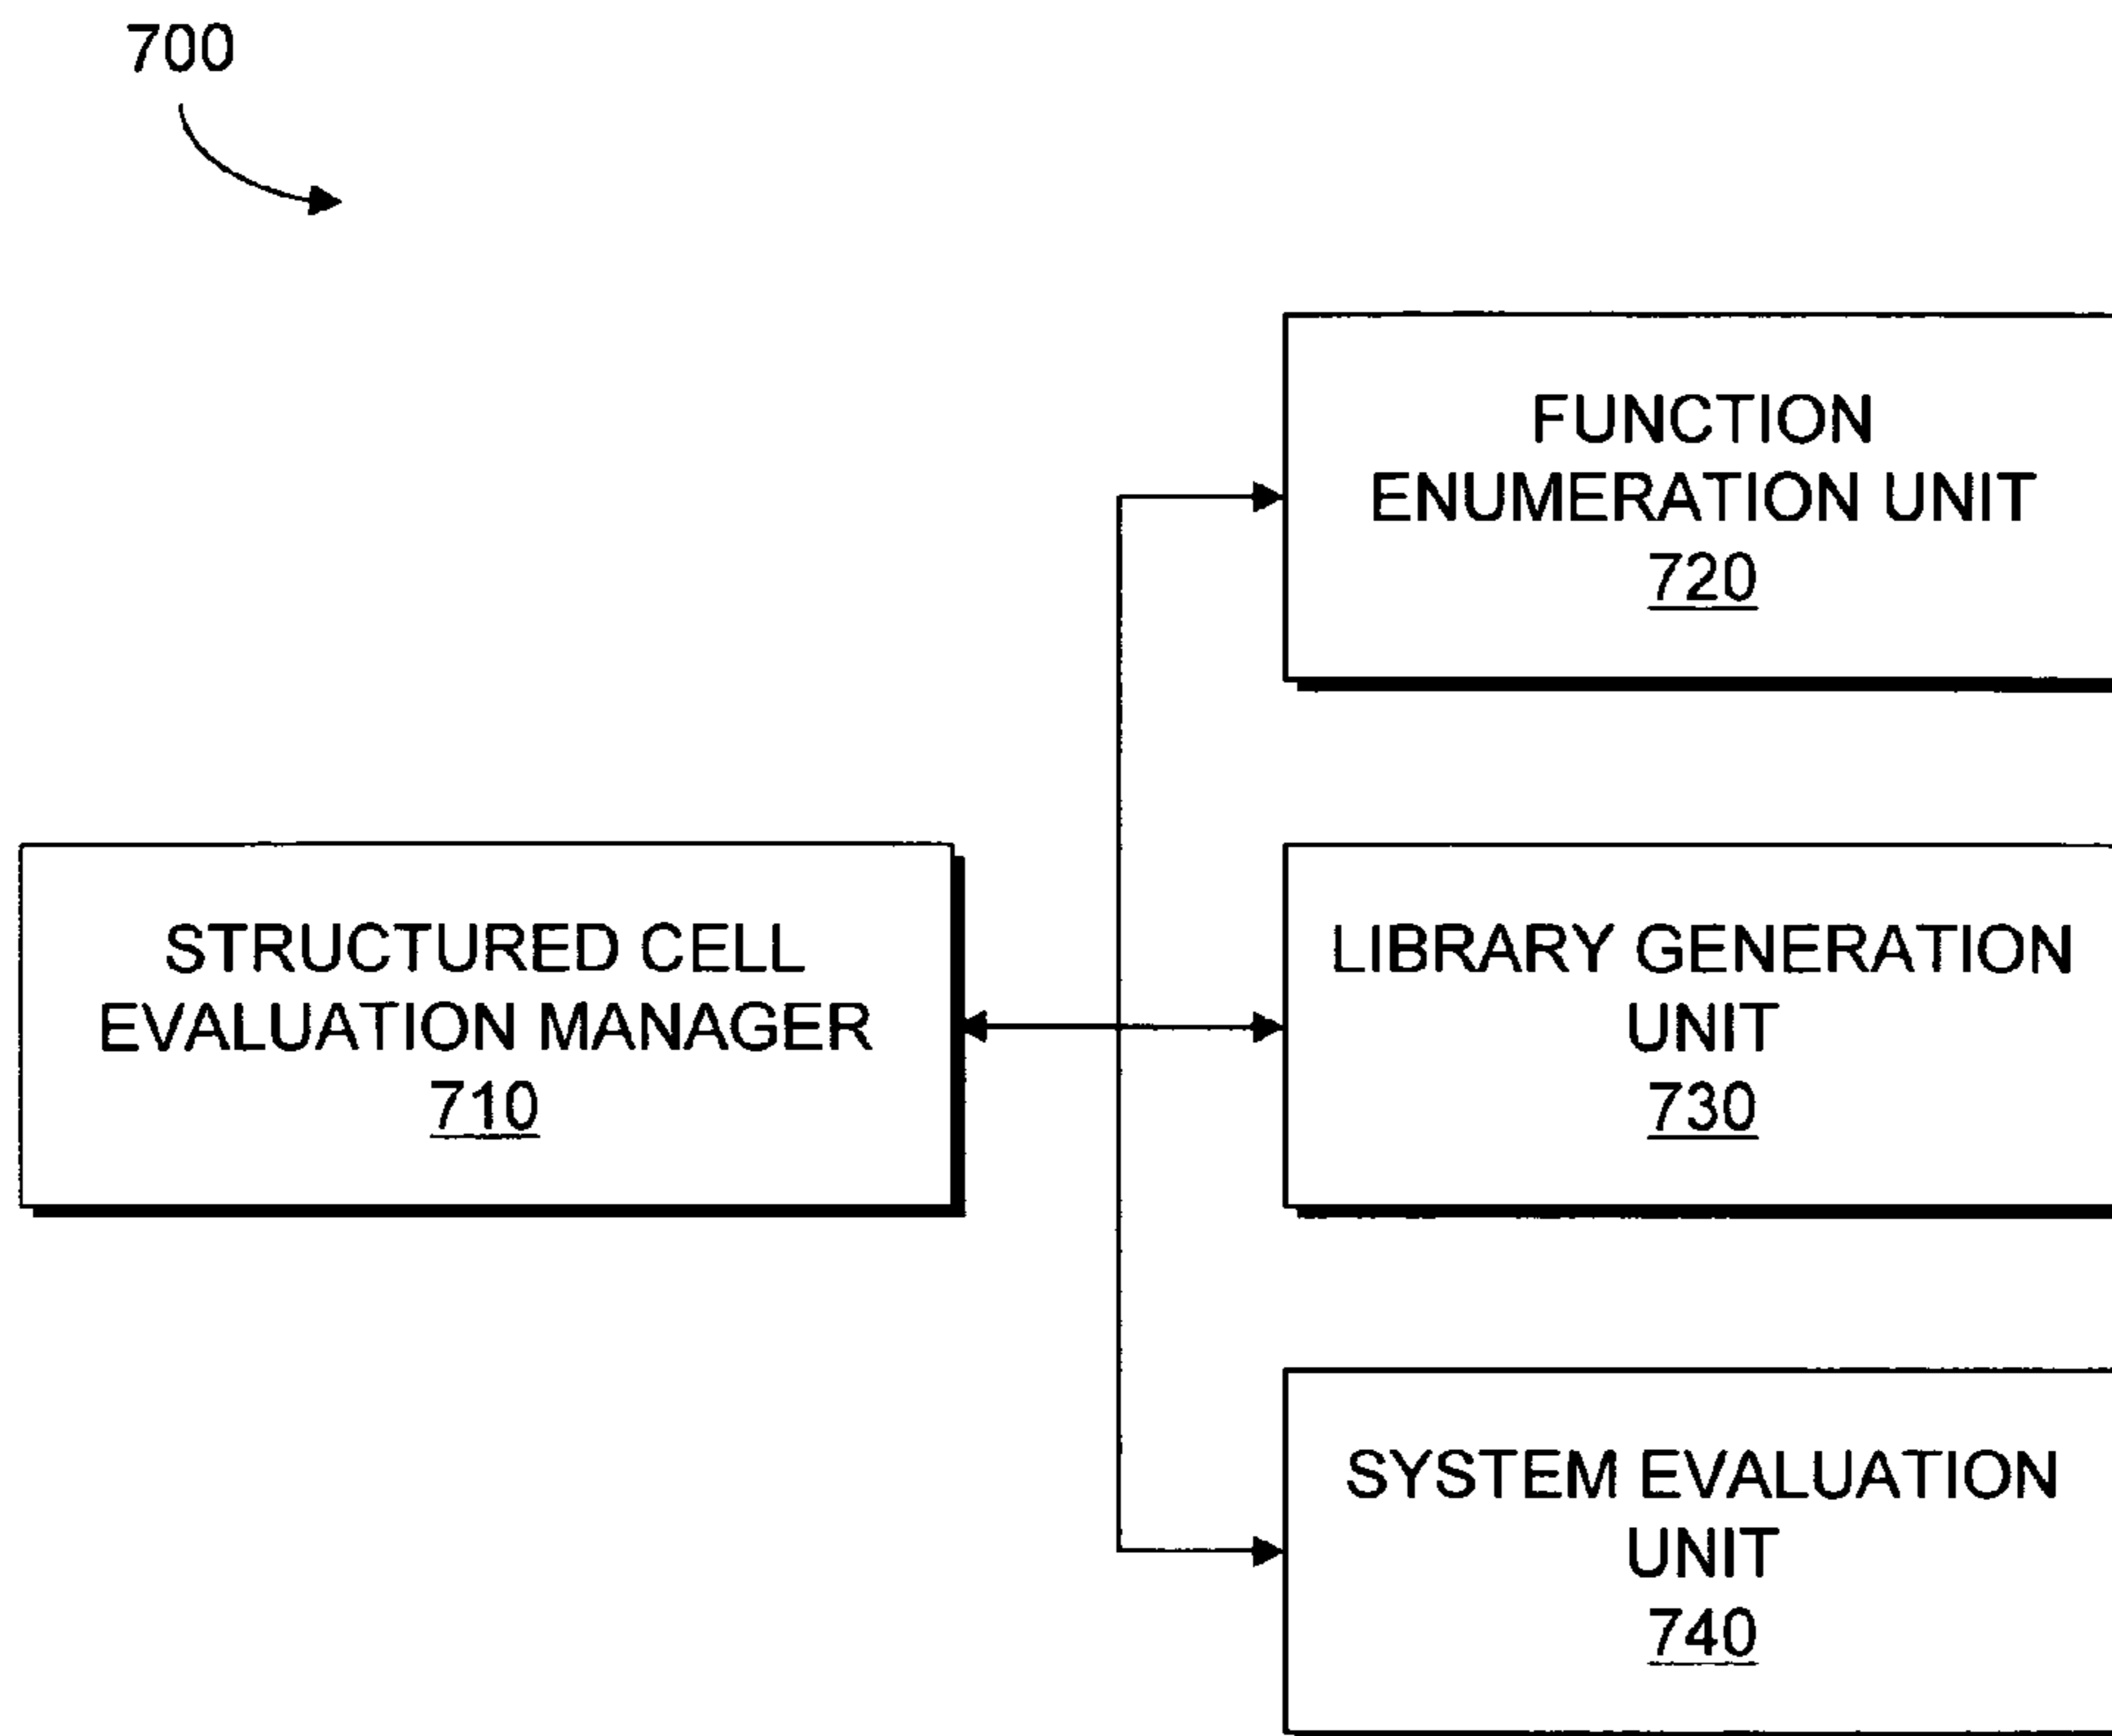 700
FUNCTION
ENUMERATION UNIT
720
STRUCTURED CELL
EVALUATION MANAGER
710
LIBRARY GENERATION
UNIT
730
SYSTEM EVALUATION
UNIT
740